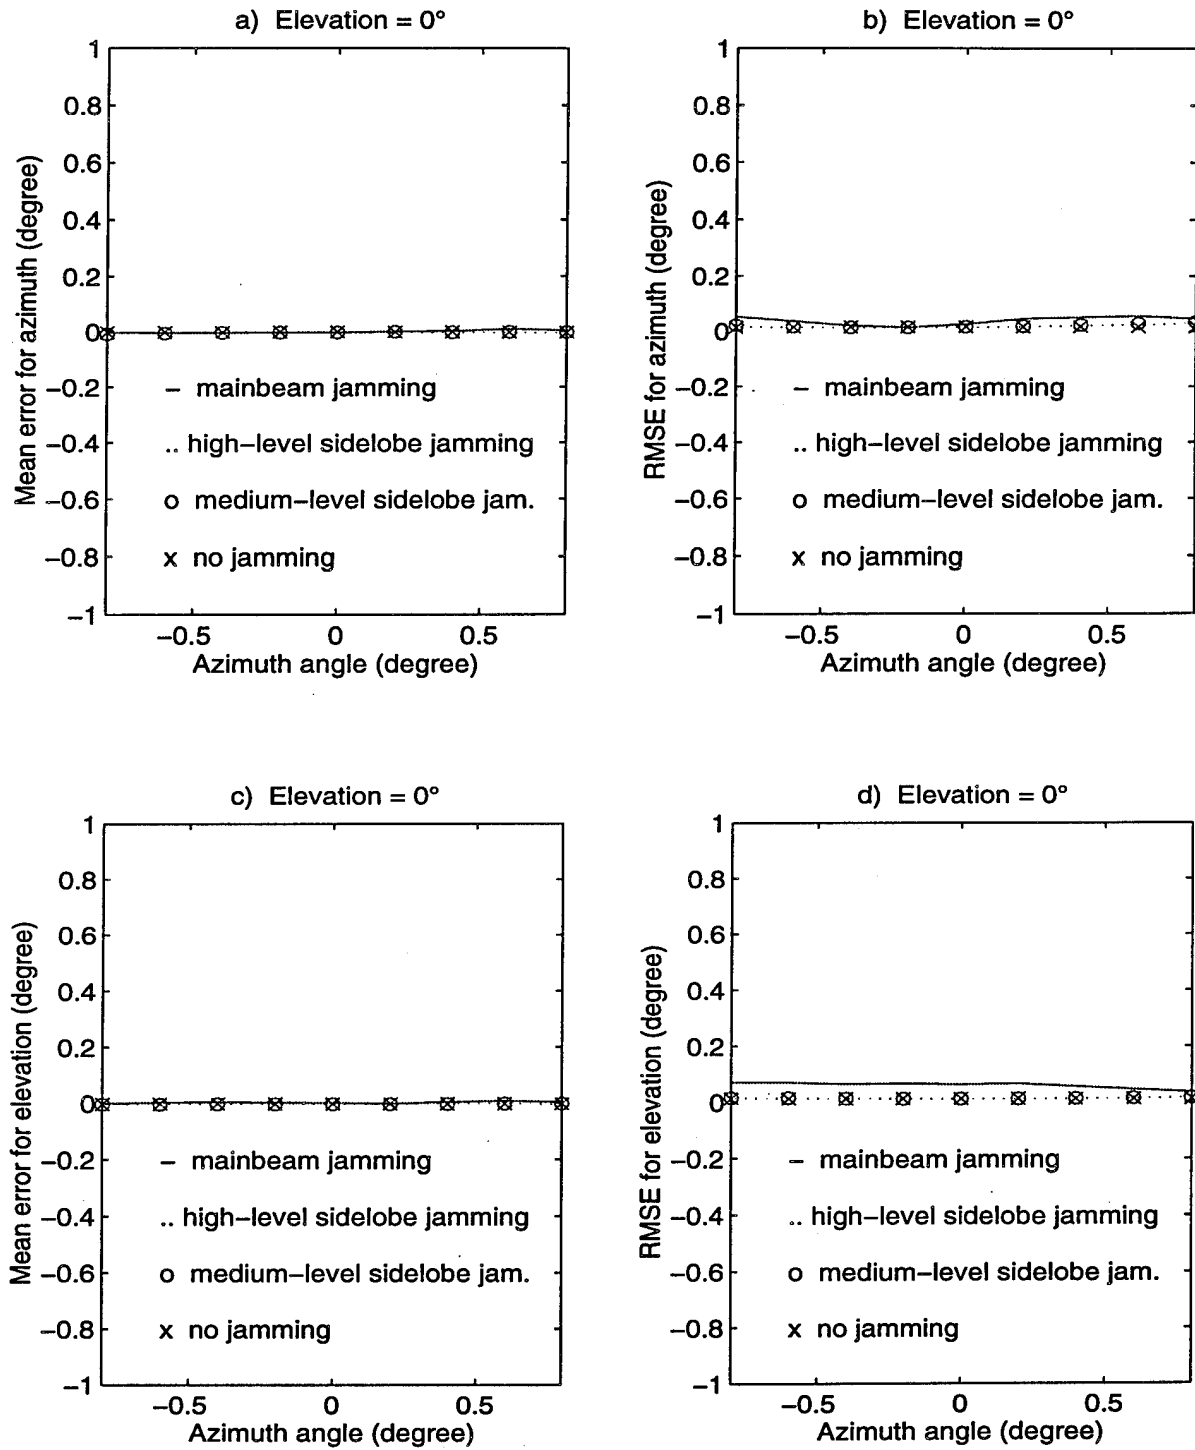 a) Elevation = 0°
1
0.8
0.6
0.4
0.2
0
−0.2
−0.4
−0.6
−0.8
−1
Mean error for azimuth (degree)
– mainbeam jamming
.. high−level sidelobe jamming
o medium−level sidelobe jam.
x no jamming
−0.5 0 0.5
Azimuth angle (degree)
b) Elevation = 0°
1
0.8
0.6
0.4
0.2
0
−0.2
−0.4
−0.6
−0.8
−1
RMSE for azimuth (degree)
– mainbeam jamming
.. high−level sidelobe jamming
o medium−level sidelobe jam.
x no jamming
−0.5 0 0.5
Azimuth angle (degree)
c) Elevation = 0°
1
0.8
0.6
0.4
0.2
0
−0.2
−0.4
−0.6
−0.8
−1
Mean error for elevation (degree)
– mainbeam jamming
.. high−level sidelobe jamming
o medium−level sidelobe jam.
x no jamming
−0.5 0 0.5
Azimuth angle (degree)
d) Elevation = 0°
1
0.8
0.6
0.4
0.2
0
−0.2
−0.4
−0.6
−0.8
−1
RMSE for elevation (degree)
– mainbeam jamming
.. high−level sidelobe jamming
o medium−level sidelobe jam.
x no jamming
−0.5 0 0.5
Azimuth angle (degree)